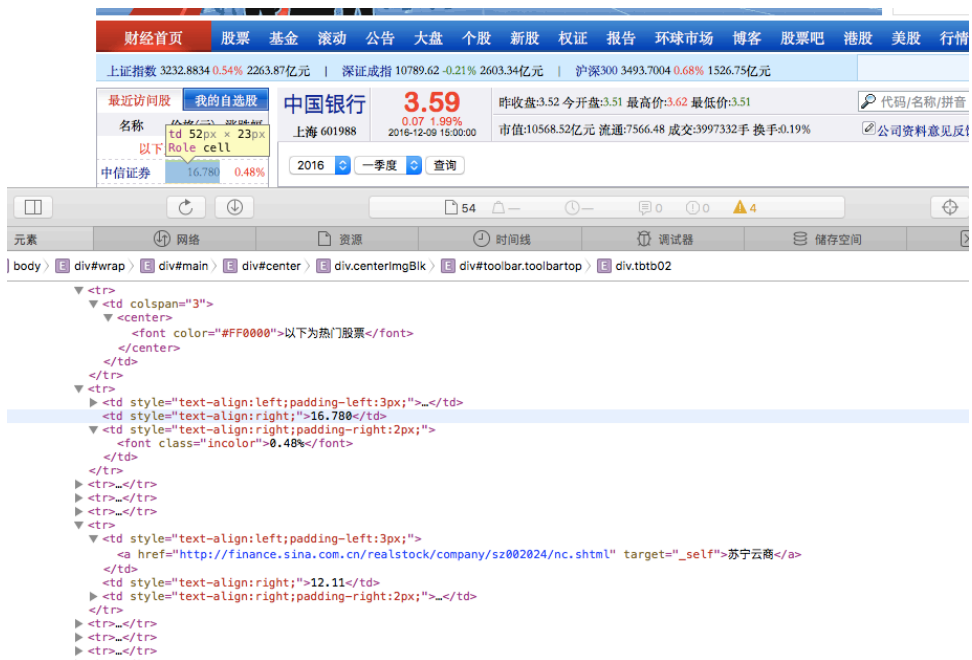 财经首页 股票 基金 滚动 公告 大盘 个股 新股 权证 报告 环球市场 博客 股票吧 港股 美股 行情
上证指数 3232.8834 0.54% 2263.87亿元 | 深证成指 10789.62 -0.21% 2603.34亿元 | 沪深300 3493.7004 0.68% 1526.75亿元
最近访问股 我的自选股 中国银行 3.59 昨收盘:3.52 今开盘:3.51 最高价:3.62 最低价:3.51 代码/名称/拼音
0.07 1.99%
名称 价格(元) 涨跌幅 上海 601988 2016-12-09 15:00:00 市值:10568.52亿元 流通:7566.48 成交:3997332手 换手:0.19% 公司资料意见反馈
td 52px × 23px
以下 Role cell
2016 一季度 查询
中信证券 16.780 0.48%
54 — — 0 0 4
元素 网络 资源 时间线 调试器 储存空间
body E div#wrap E div#main E div#center E div.centerImgBlk E div#toolbar.toolbartop E div.tbtb02
▼<tr>
▼<td colspan="3">
▼<center>
<font color="#FF0000">以下为热门股票</font>
</center>
</td>
</tr>
▼<tr>
▶<td style="text-align:left;padding-left:3px;">…</td>
<td style="text-align:right;">16.780</td>
▼<td style="text-align:right;padding-right:2px;">
<font class="incolor">0.48%</font>
</td>
</tr>
▶<tr>…</tr>
▶<tr>…</tr>
▶<tr>…</tr>
▼<tr>
▼<td style="text-align:left;padding-left:3px;">
<a href="http://finance.sina.com.cn/realstock/company/sz002024/nc.shtml" target="_self">苏宁云商</a>
</td>
<td style="text-align:right;">12.11</td>
▶<td style="text-align:right;padding-right:2px;">…</td>
</tr>
▶<tr>…</tr>
▶<tr>…</tr>
▶<tr>…</tr>